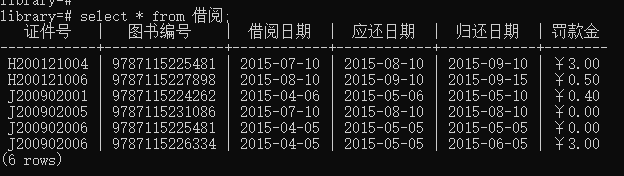 library=#
library=# select * from 借阅;
证件号 | 图书编号 | 借阅日期 | 应还日期 | 归还日期 | 罚款金
H200121004 | 9787115225481 | 2015-07-10 | 2015-08-10 | 2015-09-10 | ￥3.00
H200121006 | 9787115227898 | 2015-08-10 | 2015-09-10 | 2015-09-15 | ￥0.50
J200902001 | 9787115224262 | 2015-04-06 | 2015-05-06 | 2015-05-10 | ￥0.40
J200902005 | 9787115231086 | 2015-07-10 | 2015-08-10 | 2015-08-10 | ￥0.00
J200902006 | 9787115225481 | 2015-04-05 | 2015-05-05 | 2015-05-05 | ￥0.00
J200902006 | 9787115226334 | 2015-04-05 | 2015-05-05 | 2015-06-05 | ￥3.00
(6 rows)